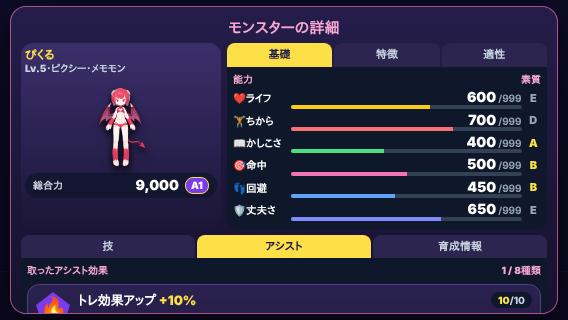 モンスターの詳細
ぴくる
Lv.5・ピクシー・メモモン
総合力 9,000 A1
基礎 特徴 適性
能力 素質
ライフ 600 /999 E
ちから 700 /999 D
かしこさ 400 /999 A
命中 500 /999 B
回避 450 /999 B
丈夫さ 650 /999 E
技 アシスト 育成情報
取ったアシスト効果 1 / 8種類
トレ効果アップ +10% 10/10